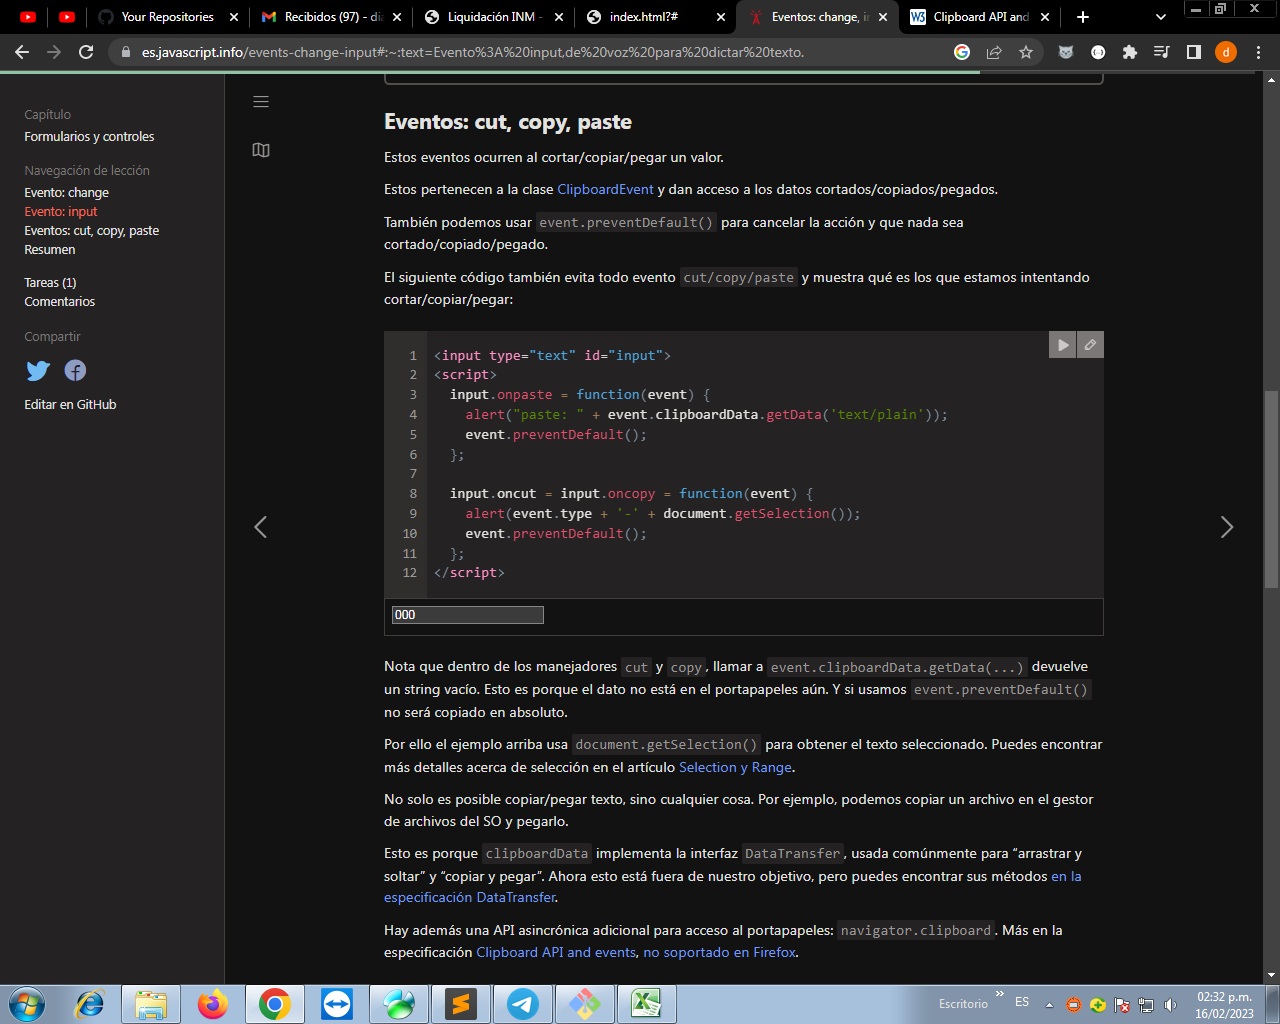 Your Repositories
Recibidos (97) - di
Liquidación INM -
index.html?#
Eventos: change, i
Clipboard API and
es.javascript.info/events-change-input#:~:text=Evento%3A%20input,de%20voz%20para%20dictar%20texto.
d
Capítulo
Formularios y controles
Navegación de lección
Evento: change
Evento: input
Eventos: cut, copy, paste
Resumen
Tareas (1)
Comentarios
Compartir
Editar en GitHub
Eventos: cut, copy, paste
Estos eventos ocurren al cortar/copiar/pegar un valor.
Estos pertenecen a la clase ClipboardEvent y dan acceso a los datos cortados/copiados/pegados.
También podemos usar event.preventDefault() para cancelar la acción y que nada sea
cortado/copiado/pegado.
El siguiente código también evita todo evento cut/copy/paste y muestra qué es los que estamos intentando
cortar/copiar/pegar:
1 <input type="text" id="input">
2 <script>
3 input.onpaste = function(event) {
4 alert("paste: " + event.clipboardData.getData('text/plain'));
5 event.preventDefault();
6 };
7
8 input.oncut = input.oncopy = function(event) {
9 alert(event.type + '-' + document.getSelection());
10 event.preventDefault();
11 };
12 </script>
000
Nota que dentro de los manejadores cut y copy, llamar a event.clipboardData.getData(...) devuelve
un string vacío. Esto es porque el dato no está en el portapapeles aún. Y si usamos event.preventDefault()
no será copiado en absoluto.
Por ello el ejemplo arriba usa document.getSelection() para obtener el texto seleccionado. Puedes encontrar
más detalles acerca de selección en el artículo Selection y Range.
No solo es posible copiar/pegar texto, sino cualquier cosa. Por ejemplo, podemos copiar un archivo en el gestor
de archivos del SO y pegarlo.
Esto es porque clipboardData implementa la interfaz DataTransfer, usada comúnmente para “arrastrar y
soltar” y “copiar y pegar”. Ahora esto está fuera de nuestro objetivo, pero puedes encontrar sus métodos en la
especificación DataTransfer.
Hay además una API asincrónica adicional para acceso al portapapeles: navigator.clipboard. Más en la
especificación Clipboard API and events, no soportado en Firefox.
Escritorio
»
ES
02:32 p.m.
16/02/2023